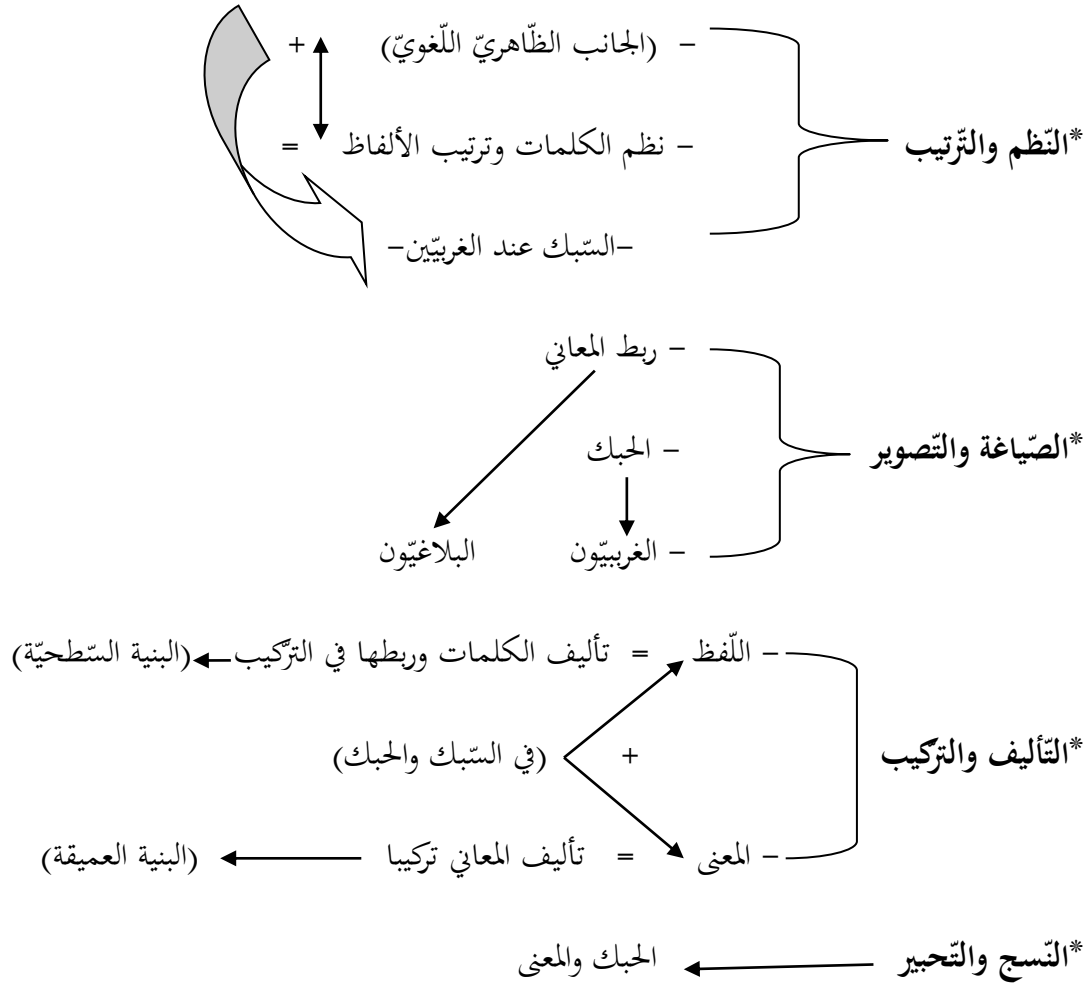 - (الجانب الظّاهريّ اللّغويّ) +
*النّظم والتّرتيب - نظم الكلمات وترتيب الألفاظ =
-السّبك عند الغربيّين-
- ربط المعاني
*الصّياغة والتّصوير - الحبك
- الغربيّون البلاغيّون
- اللّفظ = تأليف الكلمات وربطها في التّركيب (البنية السّطحيّة)
*التّأليف والتركيب + (في السّبك والحبك)
- المعنى = تأليف المعاني تركيبا (البنية العميقة)
*النّسج والتّحبير الحبك والمعنى